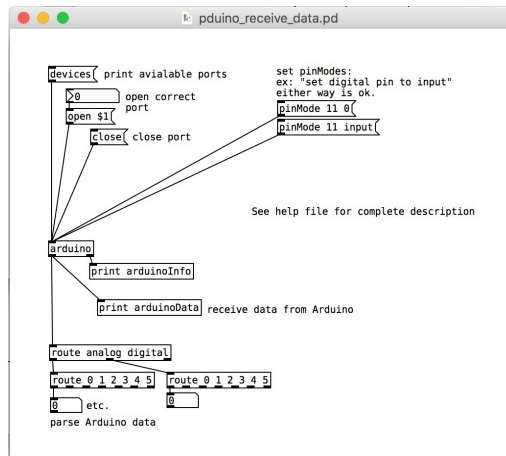 pduino_receive_data.pd
devices
print avialable ports
0
open correct
port
open $1
close
close port
set pinModes:
ex: "set digital pin to input"
either way is ok.
pinMode 11 0
pinMode 11 input
See help file for complete description
arduino
print arduinoInfo
print arduinoData
receive data from Arduino
route analog digital
route 0 1 2 3 4 5
route 0 1 2 3 4 5
0
etc.
0
parse Arduino data